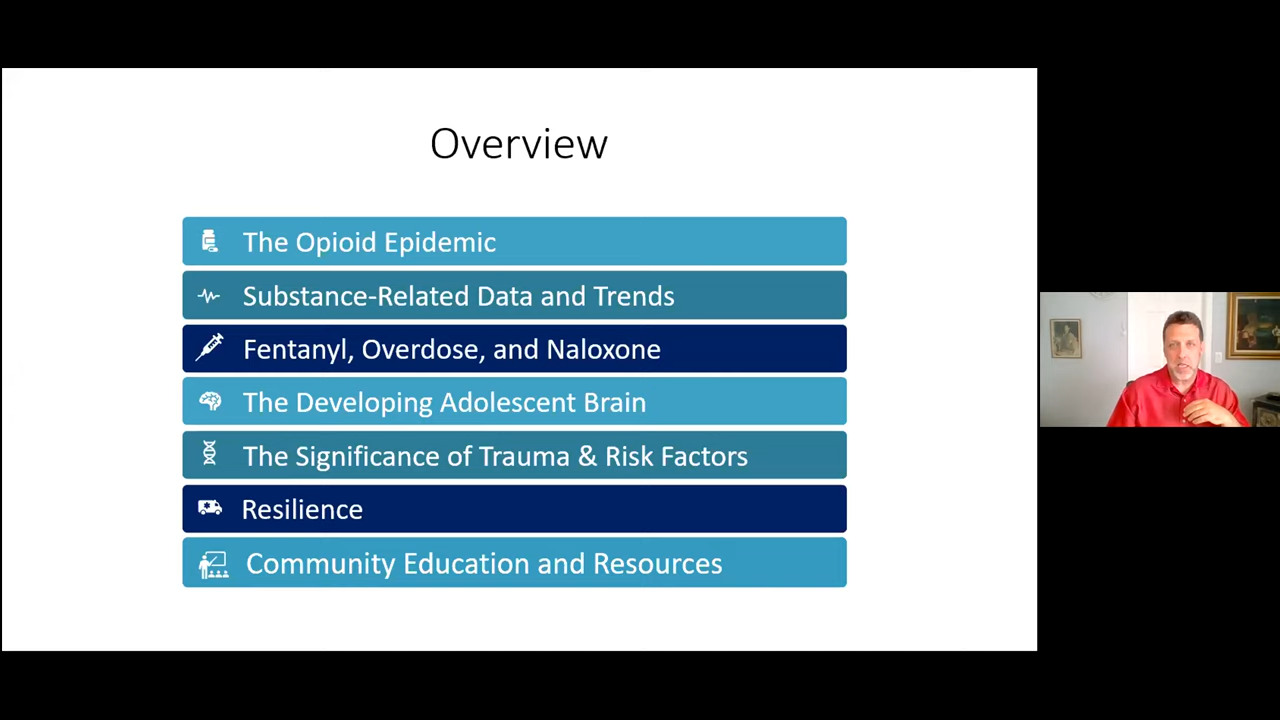 Overview
The Opioid Epidemic
Substance-Related Data and Trends
Fentanyl, Overdose, and Naloxone
The Developing Adolescent Brain
The Significance of Trauma & Risk Factors
Resilience
Community Education and Resources